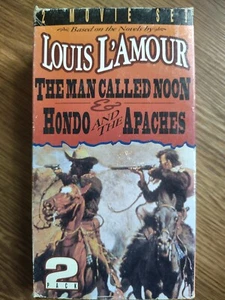 2 MOVIE SET
Based on the Novels by
LOUIS L'AMOUR
THE MAN CALLED NOON
&
HONDO AND THE APACHES
2
PACK